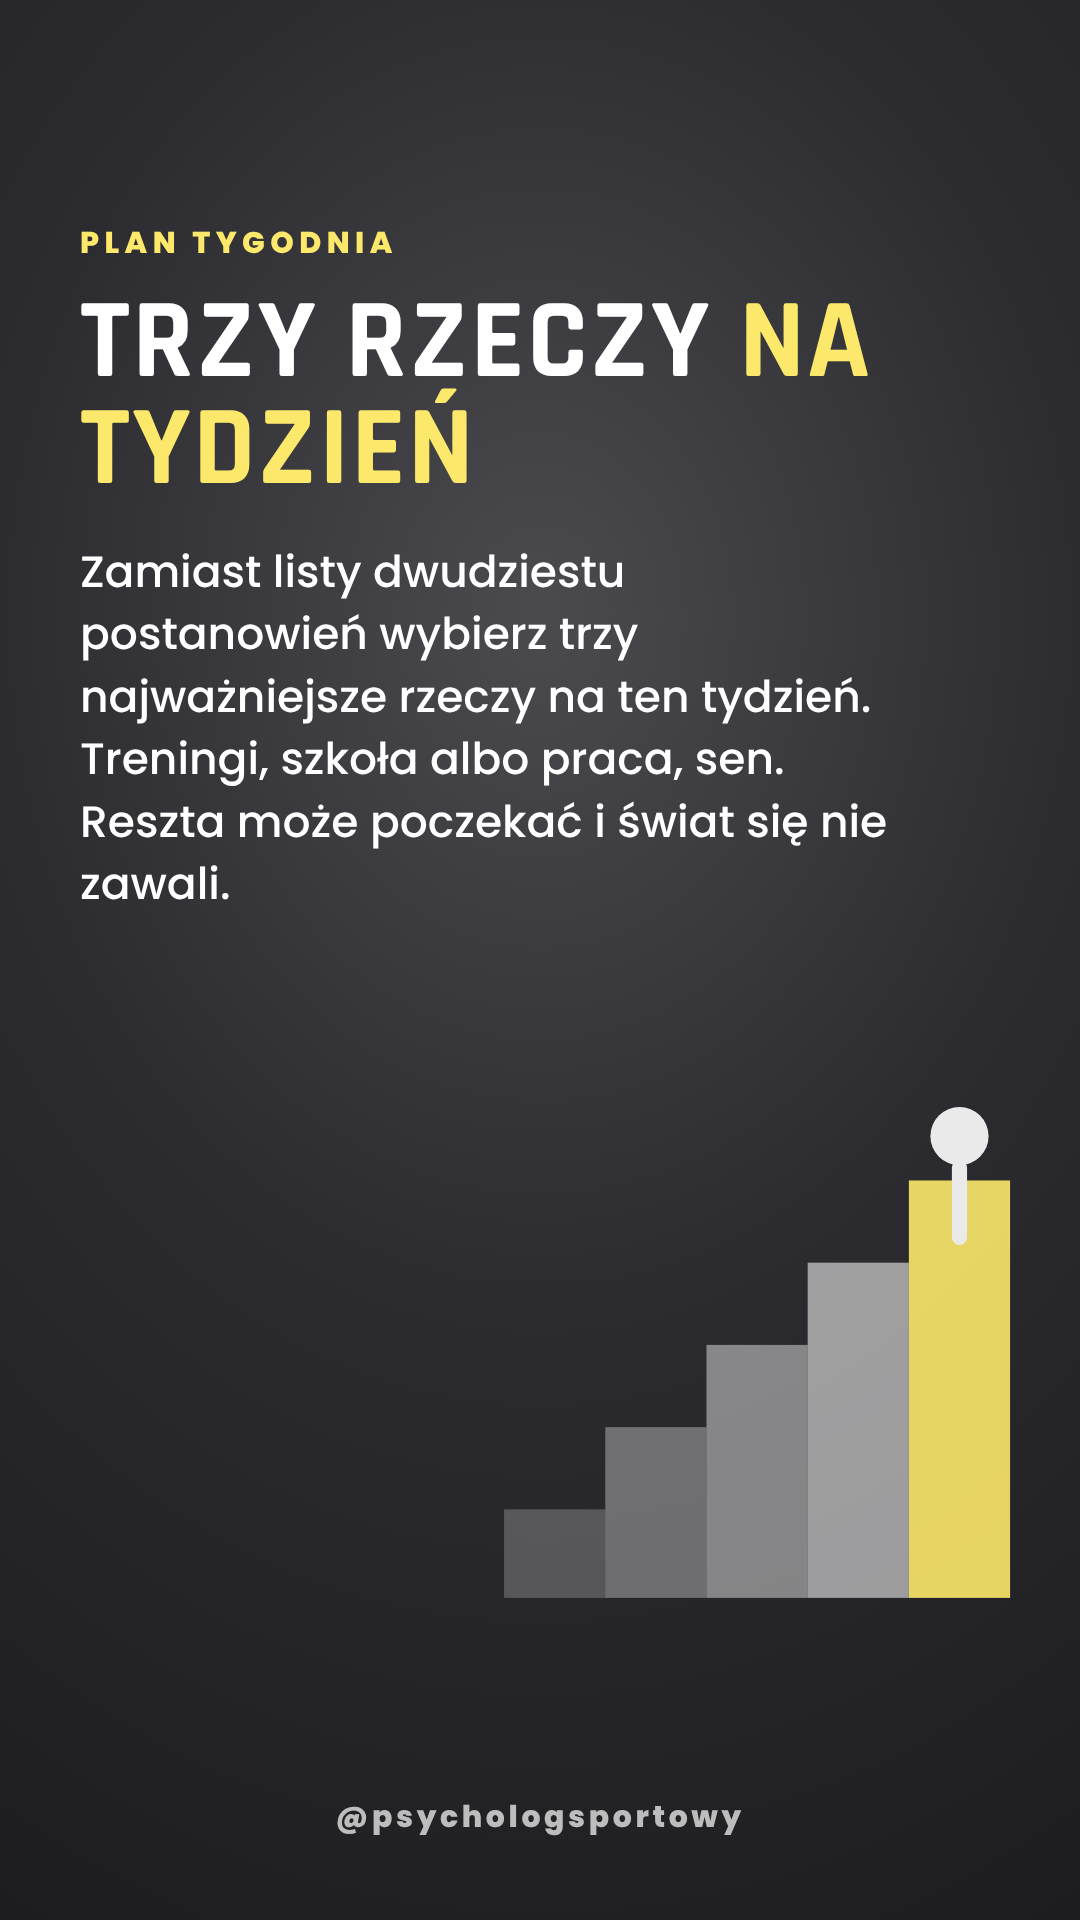 PLAN TYGODNIA
TRZY RZECZY NA
TYDZIEŃ
Zamiast listy dwudziestu
postanowień wybierz trzy
najważniejsze rzeczy na ten tydzień.
Treningi, szkoła albo praca, sen.
Reszta może poczekać i świat się nie
zawali.
@psychologsportowy